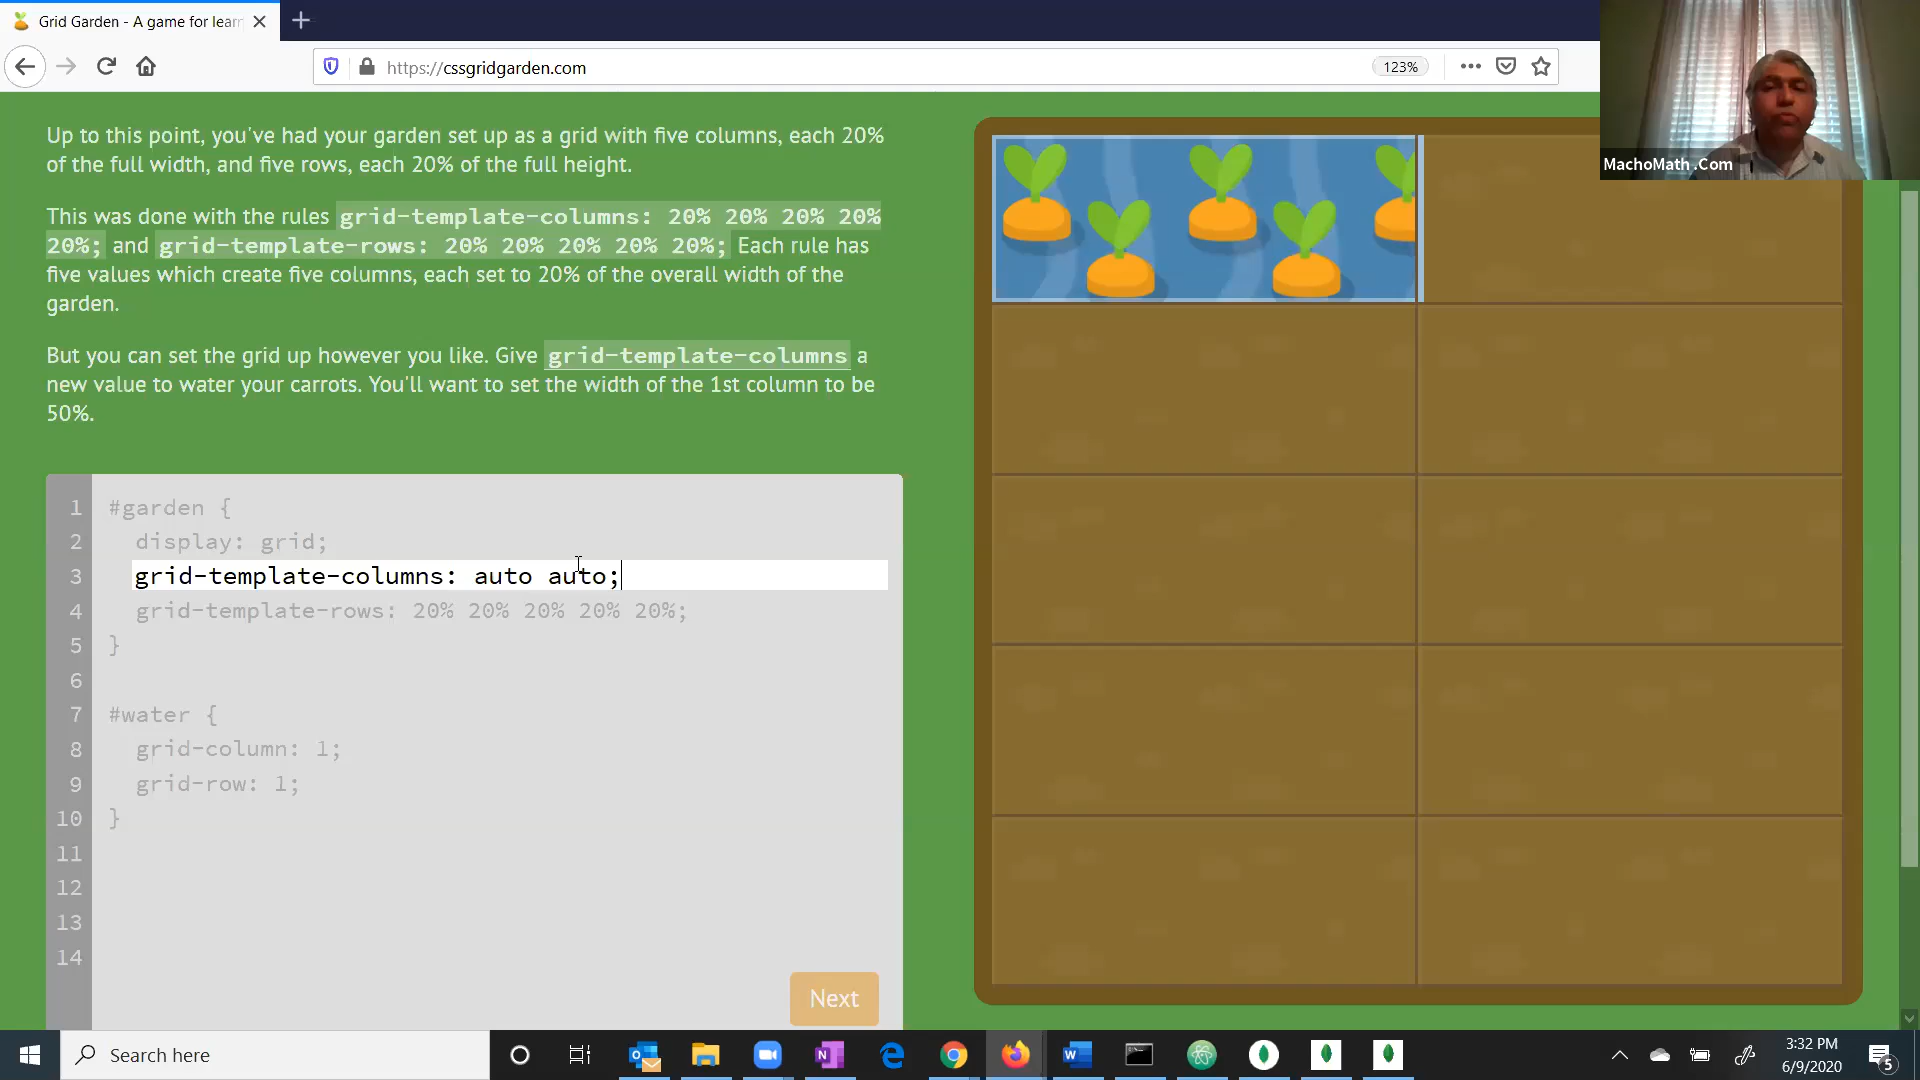 Grid Garden - A game for learn
https://cssgridgarden.com
123%
MachoMath .Com
Up to this point, you've had your garden set up as a grid with five columns, each 20%
of the full width, and five rows, each 20% of the full height.
This was done with the rules grid-template-columns: 20% 20% 20% 20%
20%; and grid-template-rows: 20% 20% 20% 20% 20%; Each rule has
five values which create five columns, each set to 20% of the overall width of the
garden.
But you can set the grid up however you like. Give grid-template-columns a
new value to water your carrots. You'll want to set the width of the 1st column to be
50%.
1 #garden {
2 display: grid;
3 grid-template-columns: auto auto;
4 grid-template-rows: 20% 20% 20% 20% 20%;
5 }
6
7 #water {
8 grid-column: 1;
9 grid-row: 1;
10 }
11
12
13
14
Next
Search here
3:32 PM
6/9/2020
5